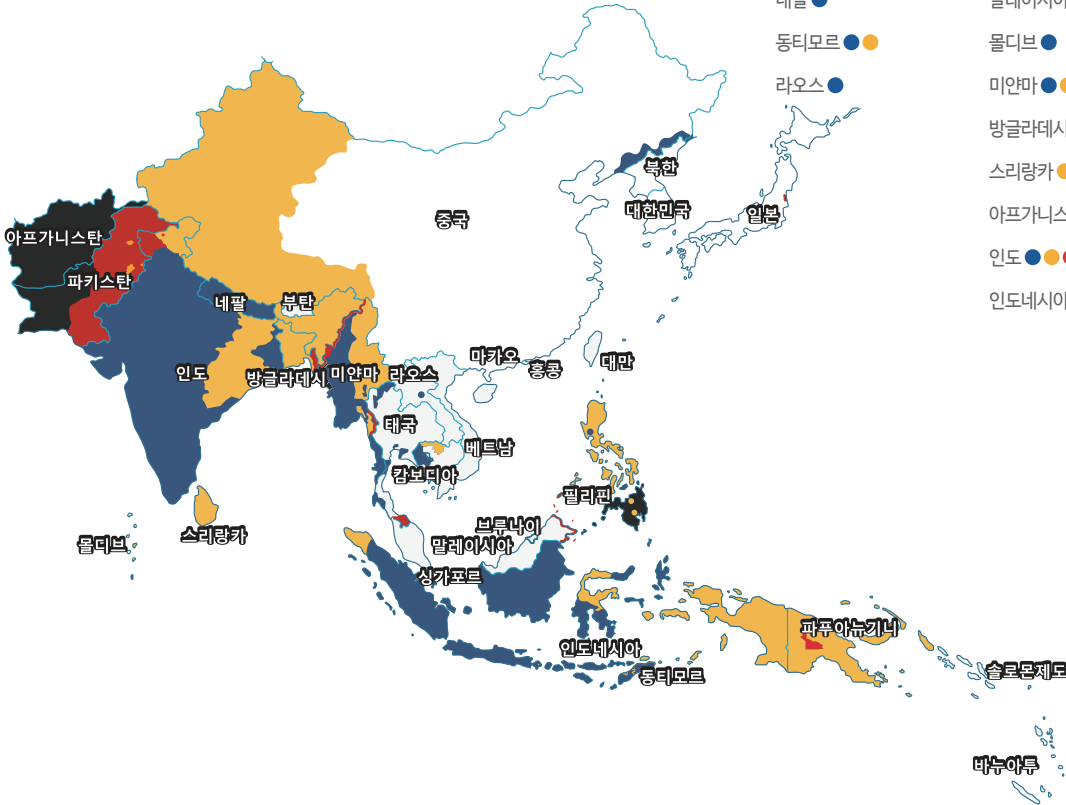 네팔
동티모르
라오스
말레이시아
몰디브
미얀마
방글라데시
스리랑카
아프가니스
인도
인도네시아
북한
대한민국
일본
중국
아프가니스탄
파키스탄
네팔
부탄
마카오
홍콩
대만
인도
방글라데시
미얀마
라오스
태국
베트남
캄보디아
필리핀
브루나이
말레이시아
싱가포르
스리랑카
몰디브
인도네시아
동티모르
파푸아뉴기니
솔로몬제도
바누아투